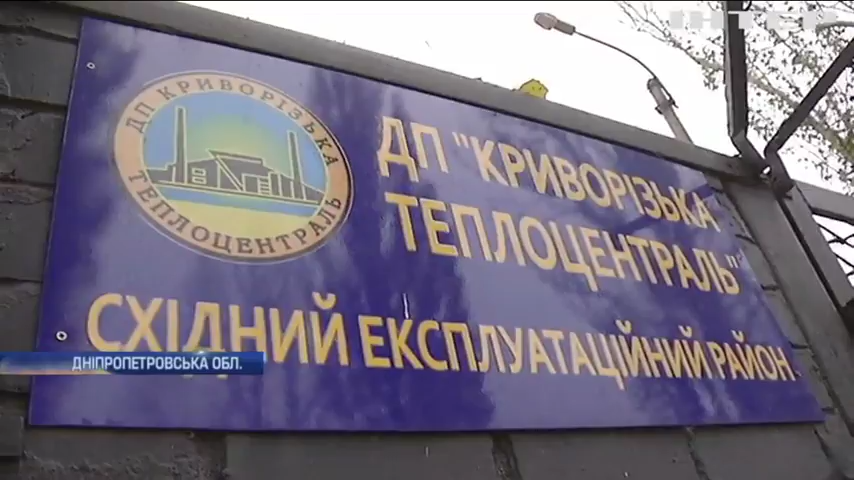 ІНТЕР
ДП КРИВОРІЗЬКА
ТЕПЛОЦЕНТРАЛЬ
ДП "КРИВОРІЗЬКА
ТЕПЛОЦЕНТРАЛЬ"
СХІДНИЙ ЕКСПЛУАТАЦІЙНИЙ РАЙОН
ДНІПРОПЕТРОВСЬКА ОБЛ.